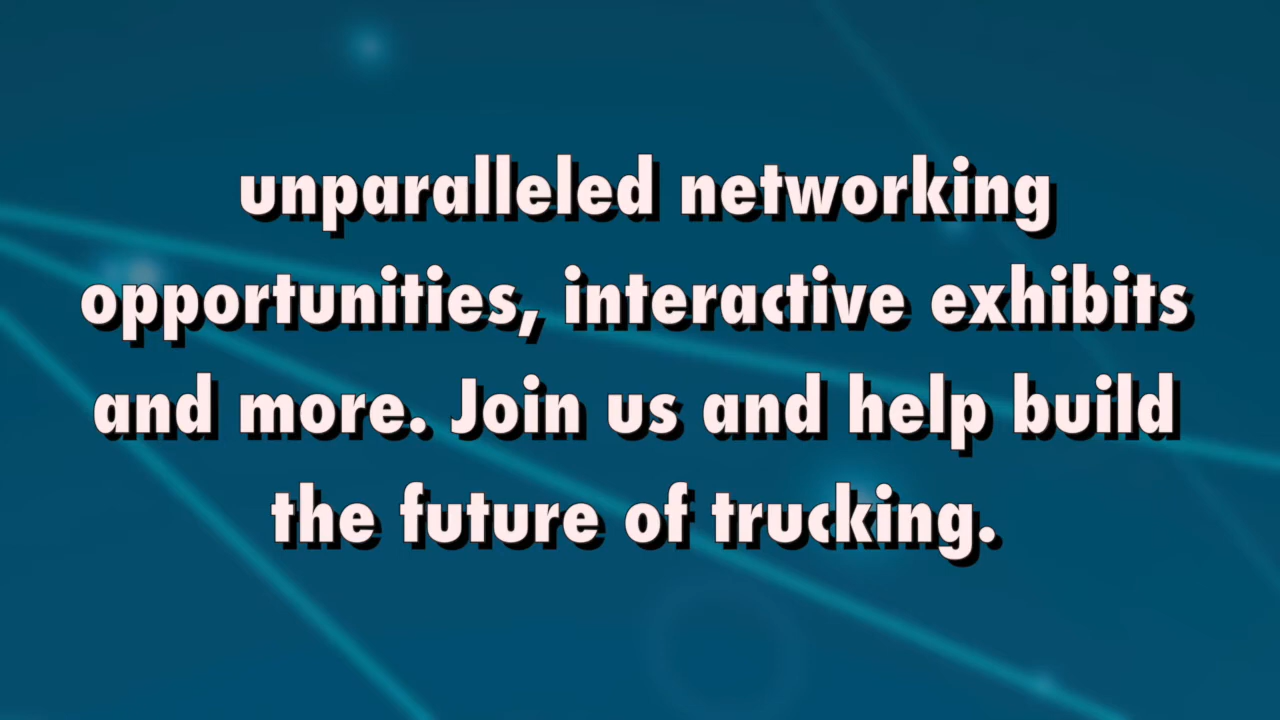 unparalleled networking
opportunities, interactive exhibits
and more. Join us and help build
the future of trucking.